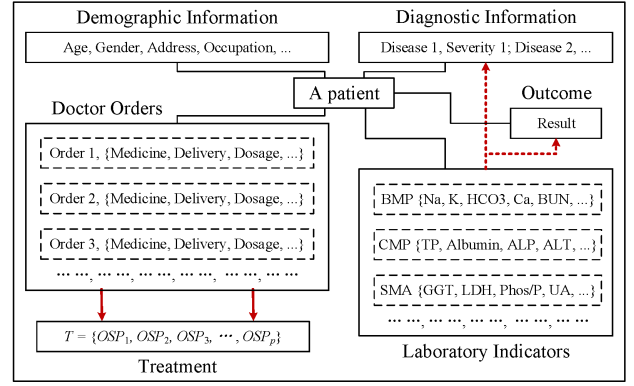 Demographic Information
Age, Gender, Address, Occupation, ...
Diagnostic Information
Disease 1, Severity 1; Disease 2, ...
A patient
Outcome
Result
Doctor Orders
Order 1, {Medicine, Delivery, Dosage, ...}
Order 2, {Medicine, Delivery, Dosage, ...}
Order 3, {Medicine, Delivery, Dosage, ...}
... ..., ... ..., ... ..., ... ..., ... ..., ... ...
T = {OSP1, OSP2, OSP3, ..., OSPp}
Treatment
BMP {Na, K, HCO3, Ca, BUN, ...}
CMP {TP, Albumin, ALP, ALT, ...}
SMA {GGT, LDH, Phos/P, UA, ...}
... ..., ... ..., ... ..., ... ..., ... ...
Laboratory Indicators